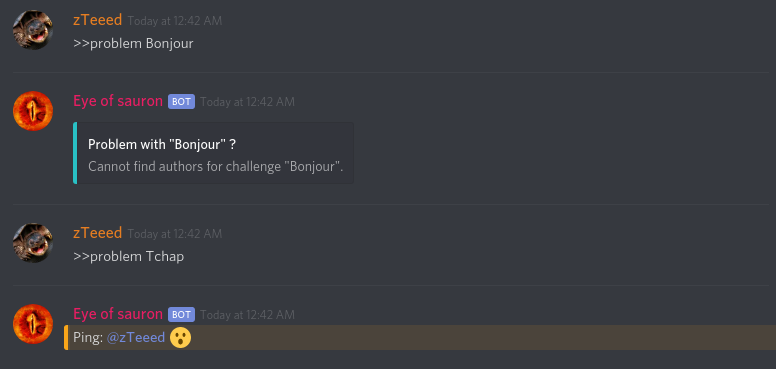 zTeeed Today at 12:42 AM
>>problem Bonjour
Eye of sauron BOT Today at 12:42 AM
Problem with "Bonjour" ?
Cannot find authors for challenge "Bonjour".
zTeeed Today at 12:42 AM
>>problem Tchap
Eye of sauron BOT Today at 12:42 AM
Ping: @zTeeed 😮